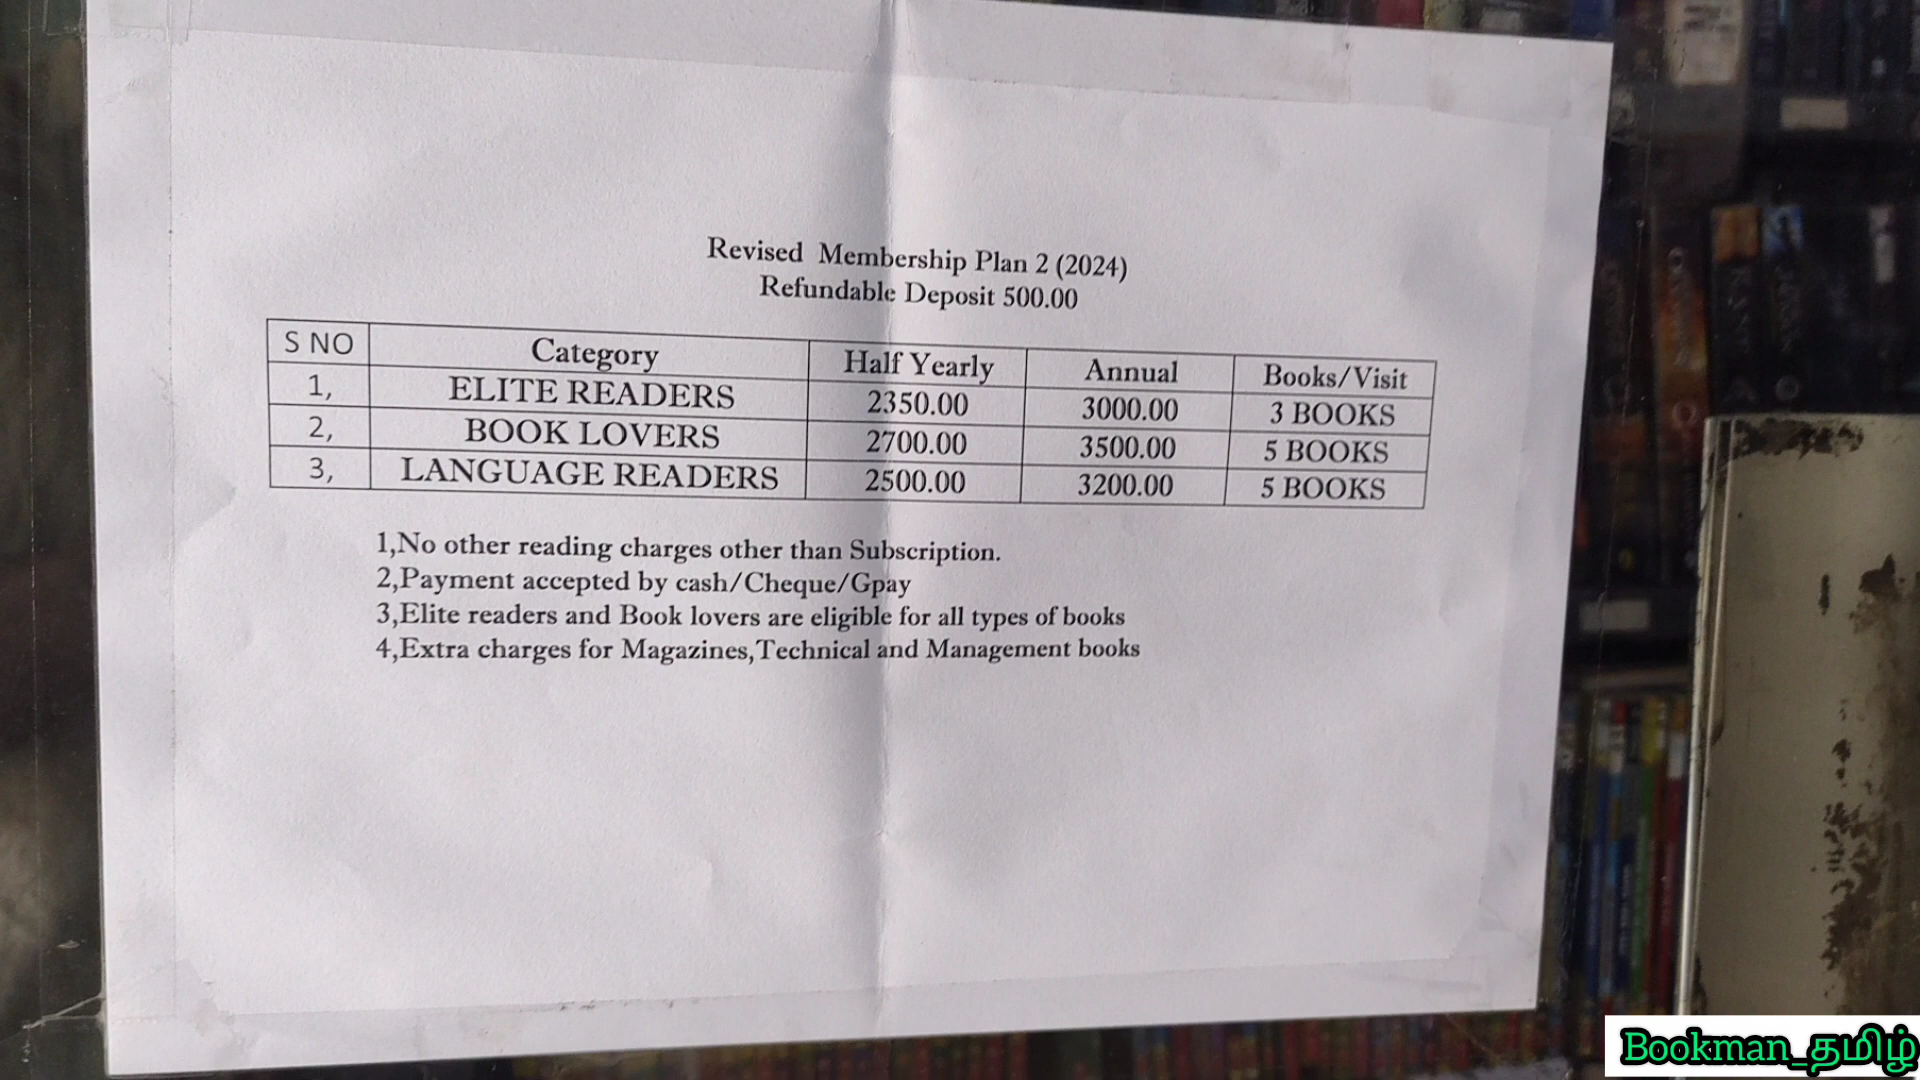 Revised Membership Plan 2 (2024)
Refundable Deposit 500.00
S NO Category Half Yearly Annual Books/Visit
1, ELITE READERS 2350.00 3000.00 3 BOOKS
2, BOOK LOVERS 2700.00 3500.00 5 BOOKS
3, LANGUAGE READERS 2500.00 3200.00 5 BOOKS
1,No other reading charges other than Subscription.
2,Payment accepted by cash/Cheque/Gpay
3,Elite readers and Book lovers are eligible for all types of books
4,Extra charges for Magazines,Technical and Management books
Bookman_தமிழ்